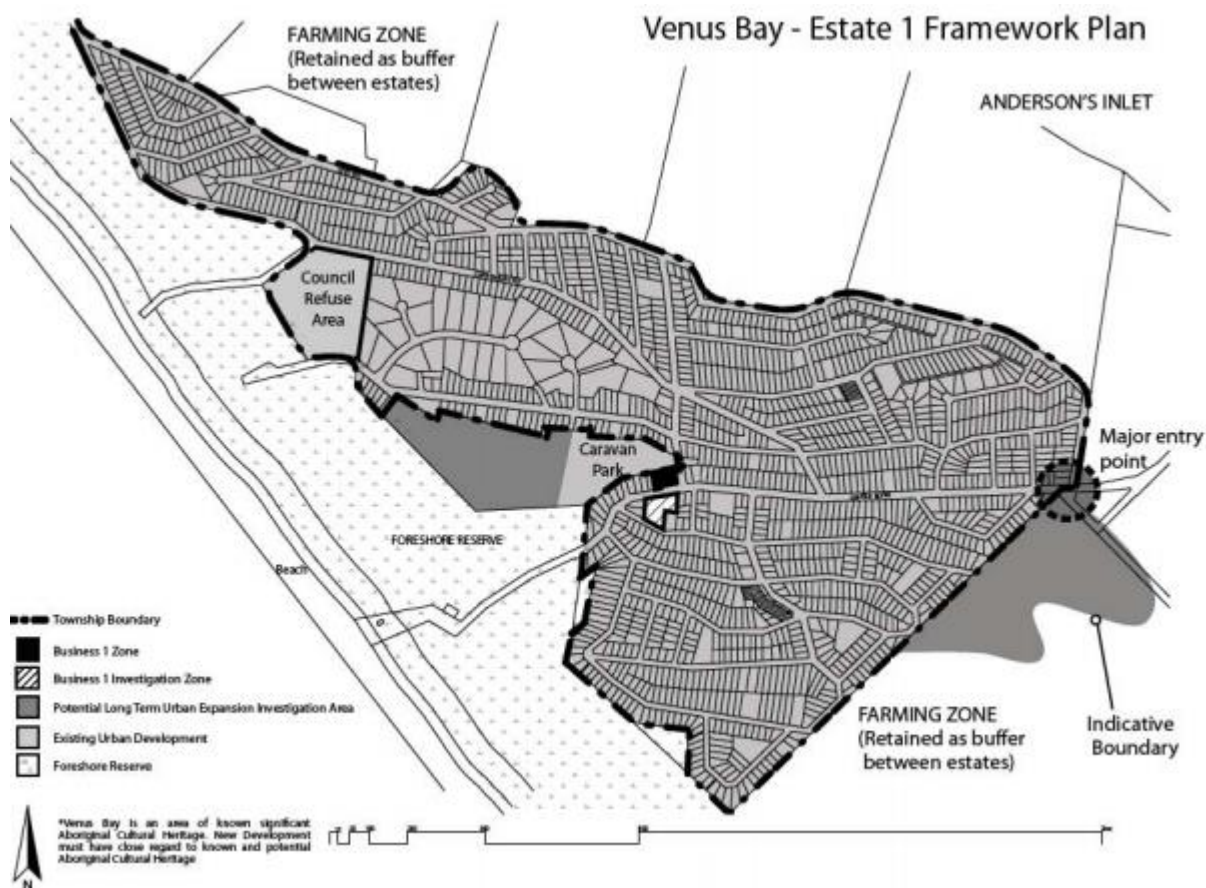 Venus Bay - Estate 1 Framework Plan
FARMING ZONE
(Retained as buffer
between estates)
ANDERSON'S INLET
Council
Refuse
Area
Major entry
point
Caravan
Park
FORESHORE RESERVE
Beach
Township Boundary
Business 1 Zone
Business 1 Investigation Zone
Potential Long Term Urban Expansion Investigation Area
Existing Urban Development
Foreshore Reserve
FARMING ZONE
(Retained as buffer
between estates)
Indicative
Boundary
*Venus Bay is an area of known significant
Aboriginal Cultural Heritage. New Development
must have close regard to known and potential
Aboriginal Cultural Heritage
N